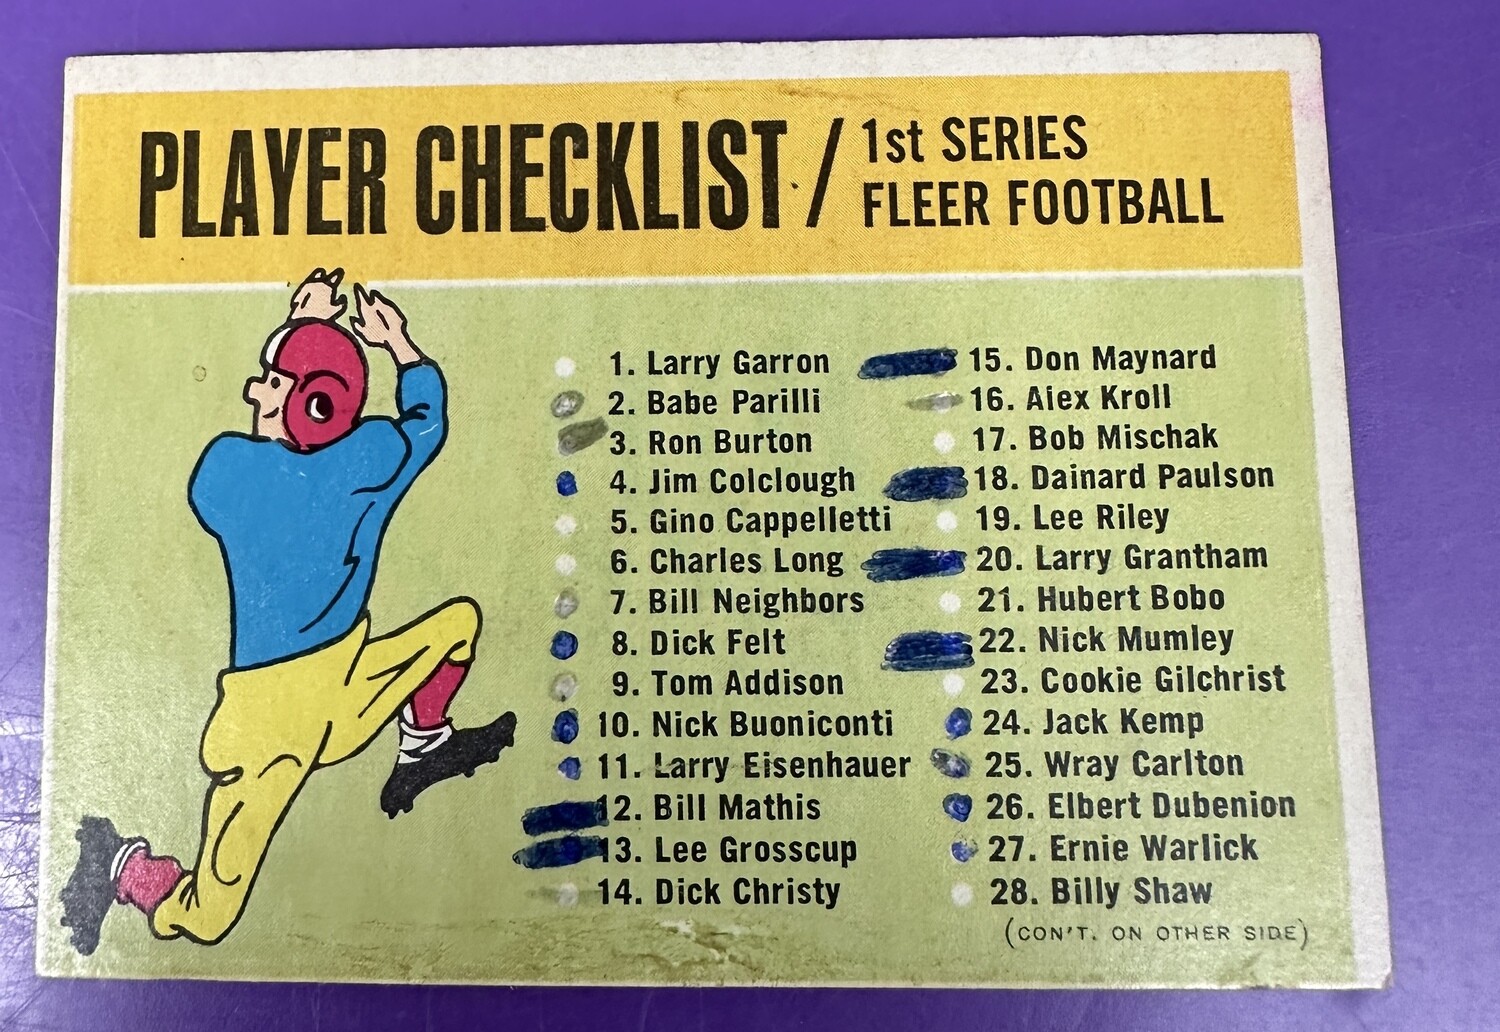 PLAYER CHECKLIST / 1st SERIES
FLEER FOOTBALL
1. Larry Garron
2. Babe Parilli
3. Ron Burton
4. Jim Colclough
5. Gino Cappelletti
6. Charles Long
7. Bill Neighbors
8. Dick Felt
9. Tom Addison
10. Nick Buoniconti
11. Larry Eisenhauer
12. Bill Mathis
13. Lee Grosscup
14. Dick Christy
15. Don Maynard
16. Alex Kroll
17. Bob Mischak
18. Dainard Paulson
19. Lee Riley
20. Larry Grantham
21. Hubert Bobo
22. Nick Mumley
23. Cookie Gilchrist
24. Jack Kemp
25. Wray Carlton
26. Elbert Dubenion
27. Ernie Warlick
28. Billy Shaw
(CON'T. ON OTHER SIDE)